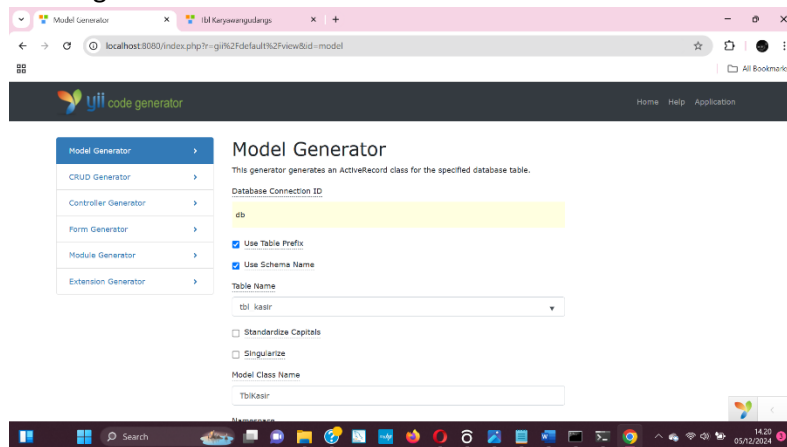 Model Generator
Tbl Karyawangudangs
localhost:8080/index.php?r=gii%2Fdefault%2Fview&id=model
All Bookmarks
yii code generator
Home Help Application
Model Generator
CRUD Generator
Controller Generator
Form Generator
Module Generator
Extension Generator
Model Generator
This generator generates an ActiveRecord class for the specified database table.
Database Connection ID
db
Use Table Prefix
Use Schema Name
Table Name
tbl_kasir
Standardize Capitals
Singularize
Model Class Name
TblKasir
Namespace
Search
14.20
05/12/2024